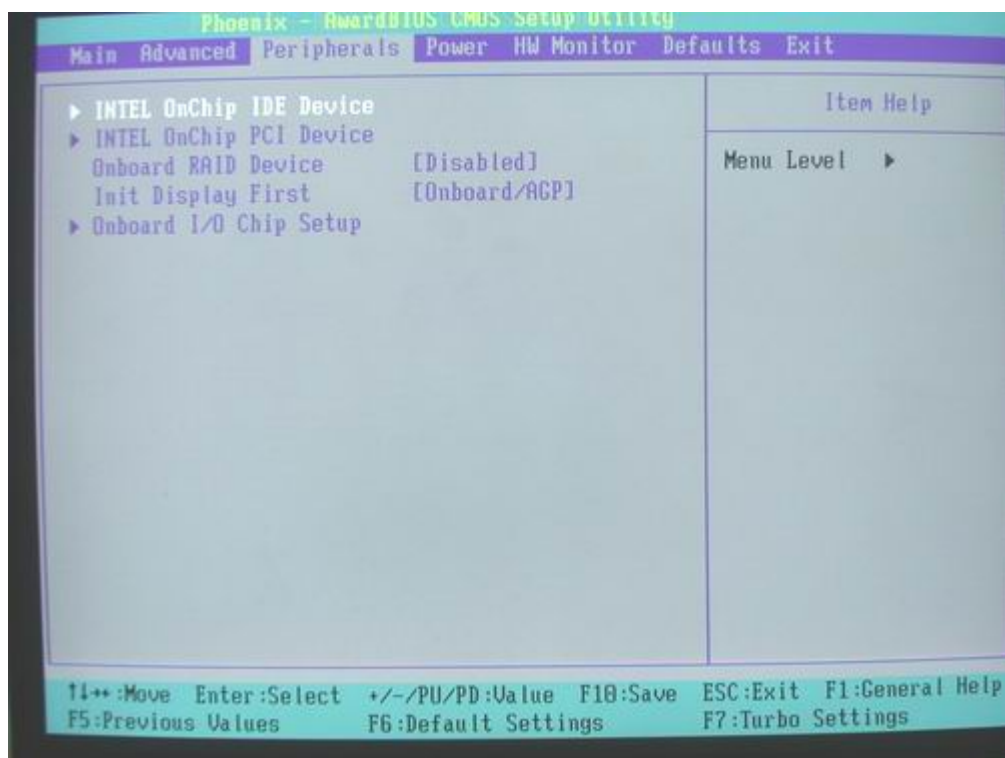 Phoenix - AwardBIOS CMOS Setup Utility
Main Advanced Peripherals Power HW Monitor Defaults Exit
▶ INTEL OnChip IDE Device
▶ INTEL OnChip PCI Device
Onboard RAID Device [Disabled]
Init Display First [Onboard/AGP]
▶ Onboard I/O Chip Setup
Item Help
Menu Level ▶
↑↓→←:Move Enter:Select +/-/PU/PD:Value F10:Save ESC:Exit F1:General Help
F5:Previous Values F6:Default Settings F7:Turbo Settings